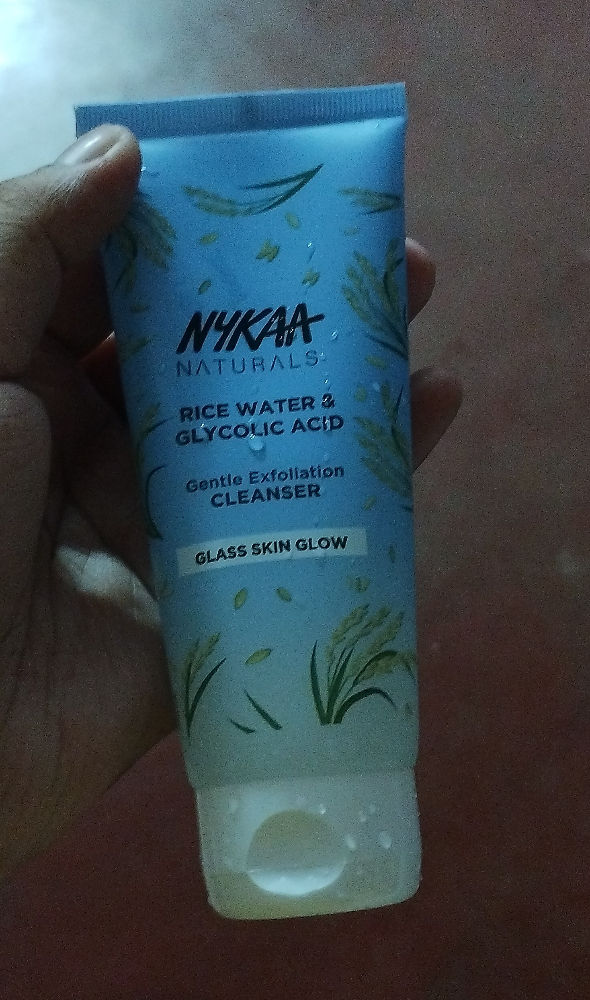 NYKAA
NATURALS
RICE WATER &
GLYCOLIC ACID
Gentle Exfoliation
CLEANSER
GLASS SKIN GLOW